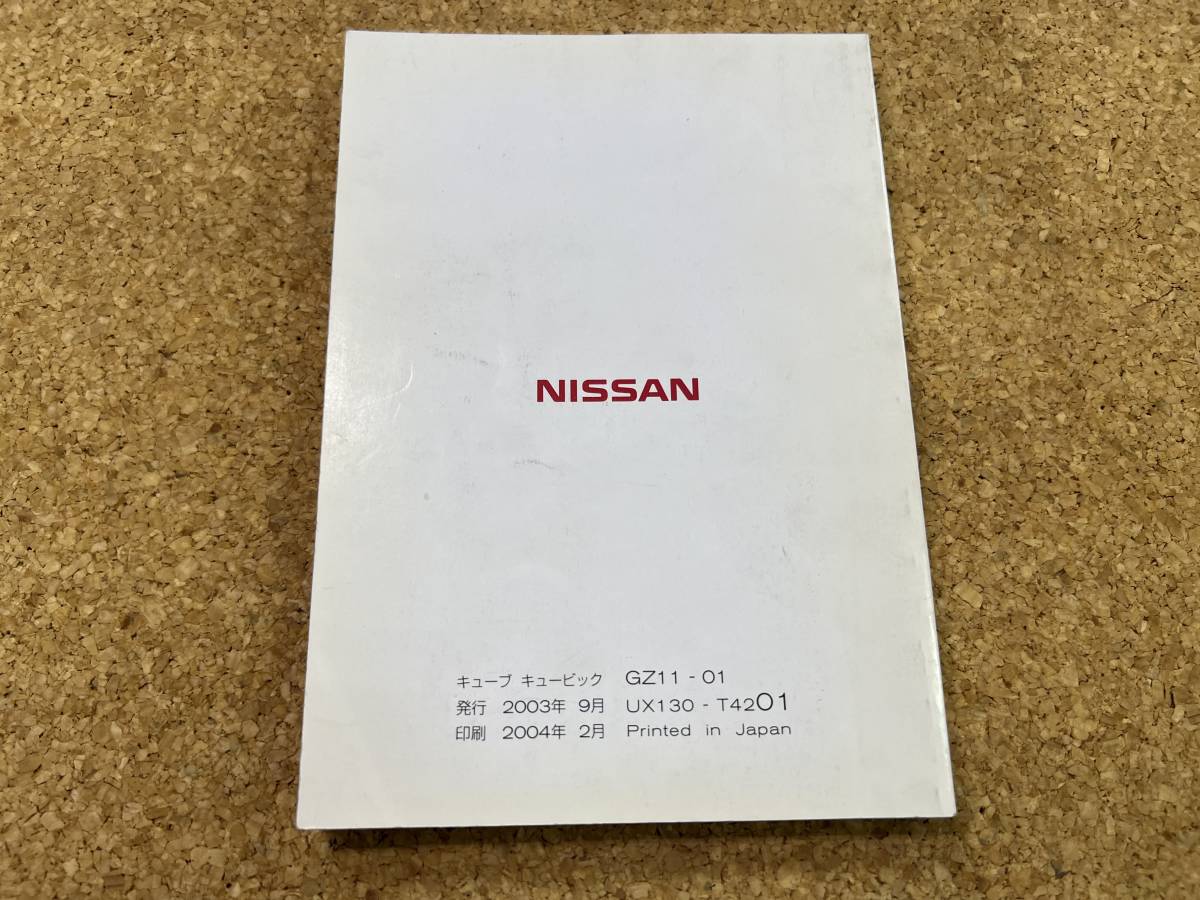 NISSAN
キューブ キュービック GZ11 - 01
発行 2003年 9月 UX130 - T4201
印刷 2004年 2月 Printed in Japan